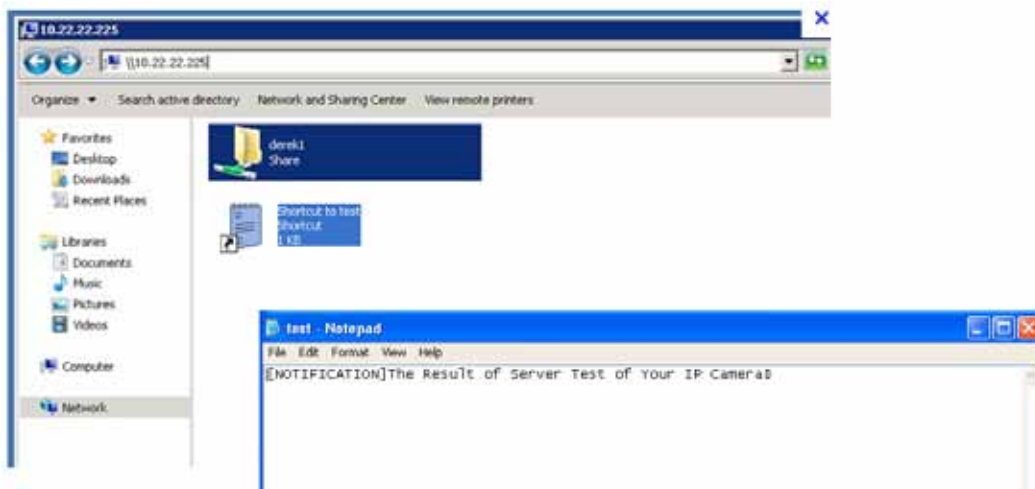 10.22.22.225
\\10.22.22.225
Organize Search active directory Network and Sharing Center View remote printers
Favorites
Desktop
Downloads
Recent Places
Libraries
Documents
Music
Pictures
Videos
Computer
Network
derek1
Share
Shortcut to test
Shortcut
1 KB
test - Notepad
File Edit Format View Help
[NOTIFICATION]The Result of Server Test of Your IP Camera